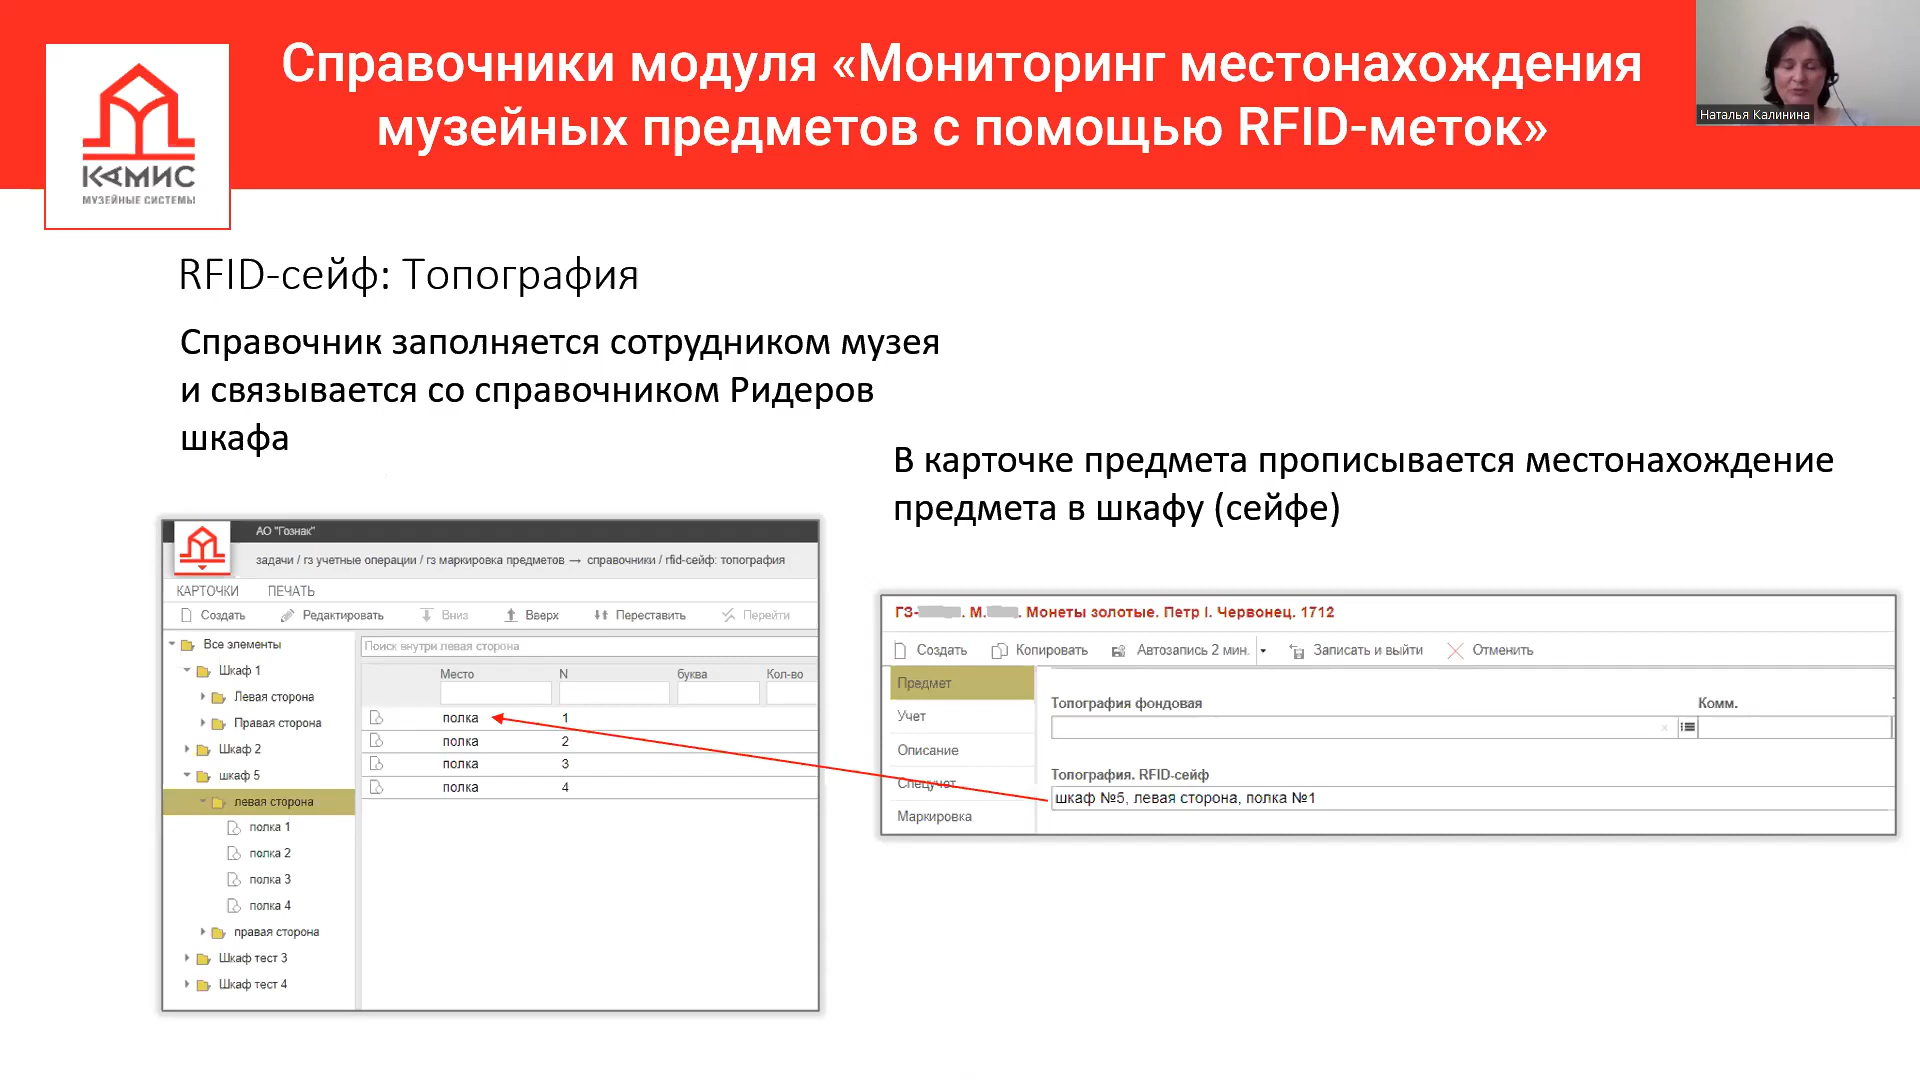 Справочники модуля «Мониторинг местонахождения
музейных предметов с помощью RFID-меток»
Наталья Калинина
КАМИС
МУЗЕЙНЫЕ СИСТЕМЫ
RFID-сейф: Топография
Справочник заполняется сотрудником музея
и связывается со справочником Ридеров
шкафа
В карточке предмета прописывается местонахождение
предмета в шкафу (сейфе)
АО "Гознак"
задачи / гз учетные операции / гз маркировка предметов → справочники / rfid-сейф: топография
КАРТОЧКИ ПЕЧАТЬ
Создать Редактировать Вниз Вверх Переставить Перейти
Все элементы
Шкаф 1
Левая сторона
Правая сторона
Шкаф 2
шкаф 5
левая сторона
полка 1
полка 2
полка 3
полка 4
правая сторона
Шкаф тест 3
Шкаф тест 4
Поиск внутри левая сторона
Место N буква Кол-во
полка 1
полка 2
полка 3
полка 4
ГЗ- . М. . Монеты золотые. Петр I. Червонец. 1712
Создать Копировать Автозапись 2 мин. Записать и выйти Отменить
Предмет
Учет
Описание
Спецучет
Маркировка
Топография фондовая Комм.
Топография. RFID-сейф
шкаф №5, левая сторона, полка №1